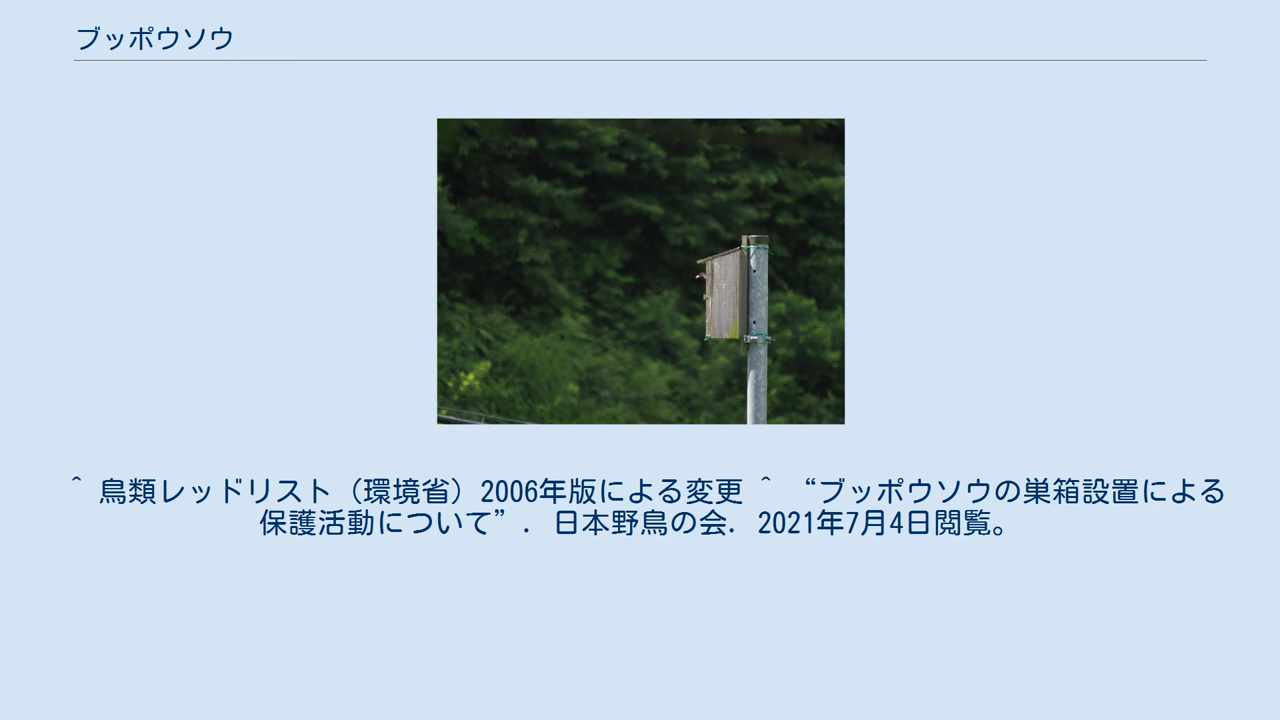 ブッポウソウ
^ 鳥類レッドリスト（環境省）2006年版による変更 ^ “ブッポウソウの巣箱設置による
保護活動について”. 日本野鳥の会. 2021年7月4日閲覧。